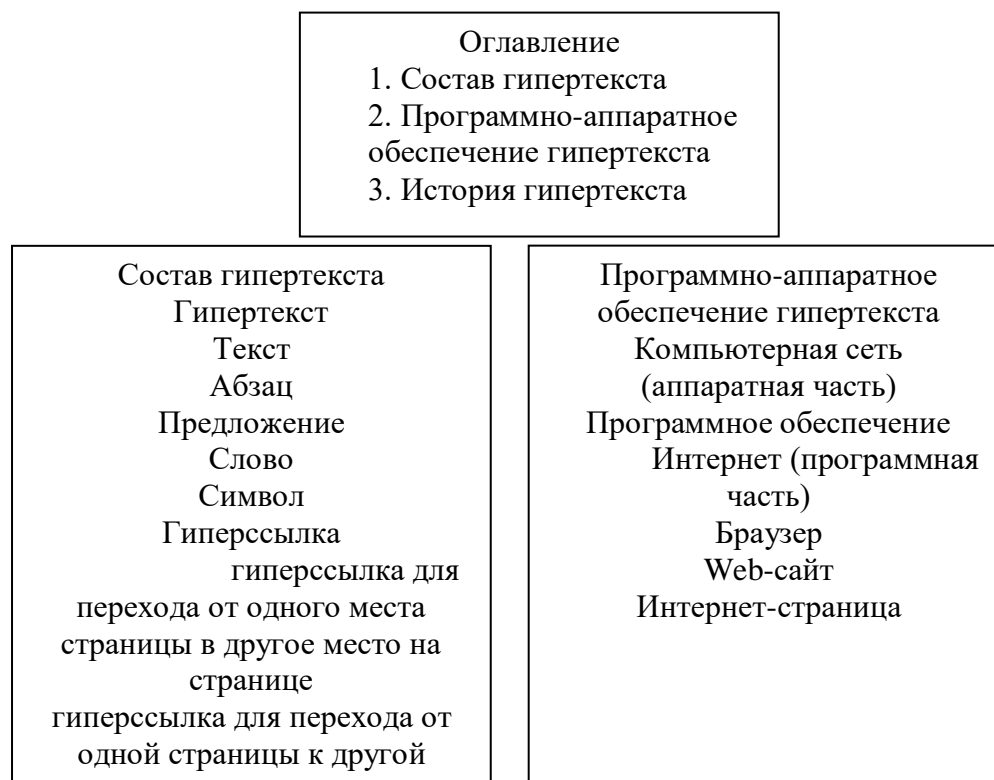 Оглавление
1. Состав гипертекста
2. Программно-аппаратное
обеспечение гипертекста
3. История гипертекста
Состав гипертекста
Гипертекст
Текст
Абзац
Предложение
Слово
Символ
Гиперссылка
гиперссылка для
перехода от одного места
страницы в другое место на
странице
гиперссылка для перехода от
одной страницы к другой
Программно-аппаратное
обеспечение гипертекста
Компьютерная сеть
(аппаратная часть)
Программное обеспечение
Интернет (программная
часть)
Браузер
Web-сайт
Интернет-страница